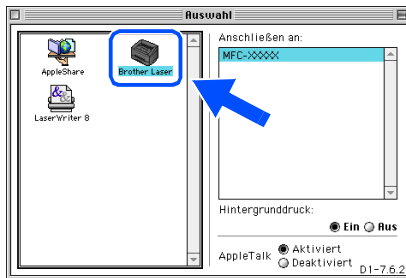 Auswahl
AppleShare
Brother Laser
LaserWriter 8
Anschließen an:
MFC-XXXXX
Hintergrunddruck:
Ein Aus
AppleTalk
Aktiviert
Deaktiviert
D1-7.6.2